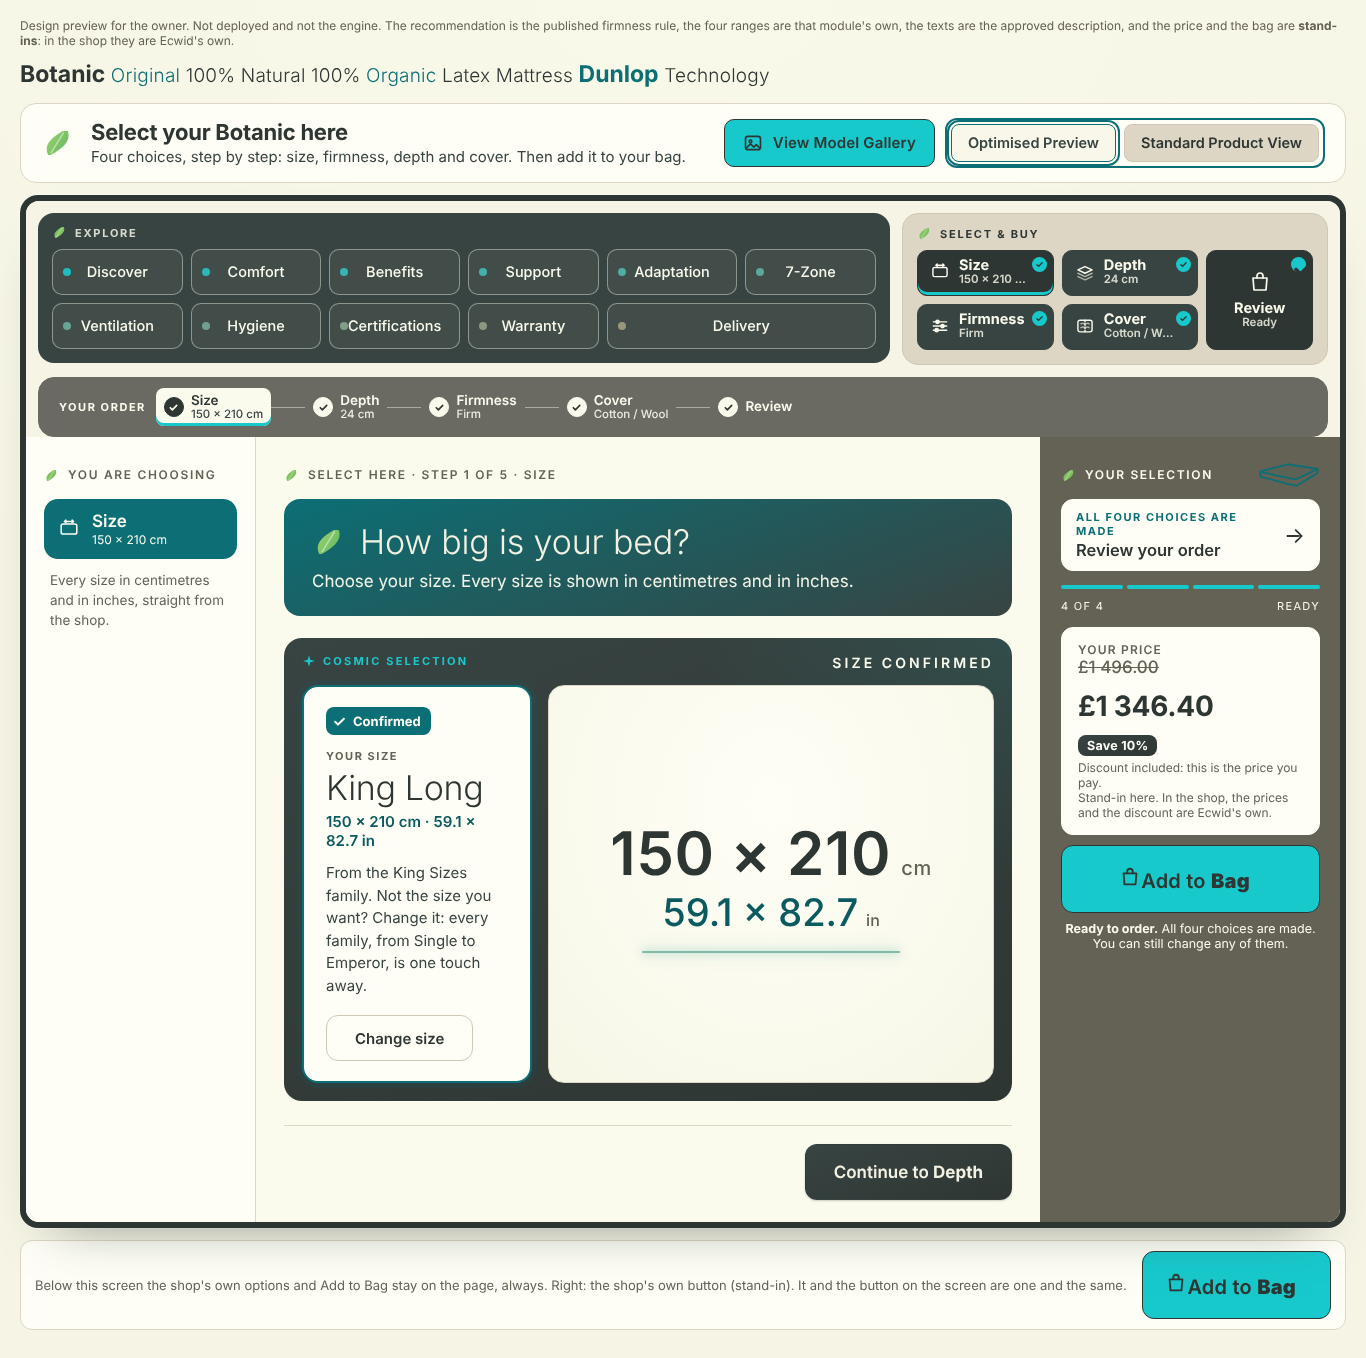 Design preview for the owner. Not deployed and not the engine. The recommendation is the published firmness rule, the four ranges are that module's own, the texts are the approved description, and the price and the bag are stand-
ins: in the shop they are Ecwid's own.
Botanic Original 100% Natural 100% Organic Latex Mattress Dunlop Technology
Select your Botanic here
Four choices, step by step: size, firmness, depth and cover. Then add it to your bag.
View Model Gallery
Optimised Preview
Standard Product View
EXPLORE
Discover
Comfort
Benefits
Support
Adaptation
7-Zone
Ventilation
Hygiene
Certifications
Warranty
Delivery
SELECT & BUY
Size
150 × 210 ...
Depth
24 cm
Firmness
Firm
Cover
Cotton / W...
Review
Ready
YOUR ORDER
Size
150 × 210 cm
Depth
24 cm
Firmness
Firm
Cover
Cotton / Wool
Review
YOU ARE CHOOSING
Size
150 × 210 cm
Every size in centimetres
and in inches, straight from
the shop.
SELECT HERE · STEP 1 OF 5 · SIZE
How big is your bed?
Choose your size. Every size is shown in centimetres and in inches.
COSMIC SELECTION
SIZE CONFIRMED
Confirmed
YOUR SIZE
King Long
150 × 210 cm · 59.1 ×
82.7 in
From the King Sizes
family. Not the size you
want? Change it: every
family, from Single to
Emperor, is one touch
away.
Change size
150 × 210 cm
59.1 × 82.7 in
Continue to Depth
YOUR SELECTION
ALL FOUR CHOICES ARE
MADE
Review your order
4 OF 4
READY
YOUR PRICE
£1 496.00
£1 346.40
Save 10%
Discount included: this is the price you
pay.
Stand-in here. In the shop, the prices
and the discount are Ecwid's own.
Add to Bag
Ready to order. All four choices are made.
You can still change any of them.
Below this screen the shop's own options and Add to Bag stay on the page, always. Right: the shop's own button (stand-in). It and the button on the screen are one and the same.
Add to Bag